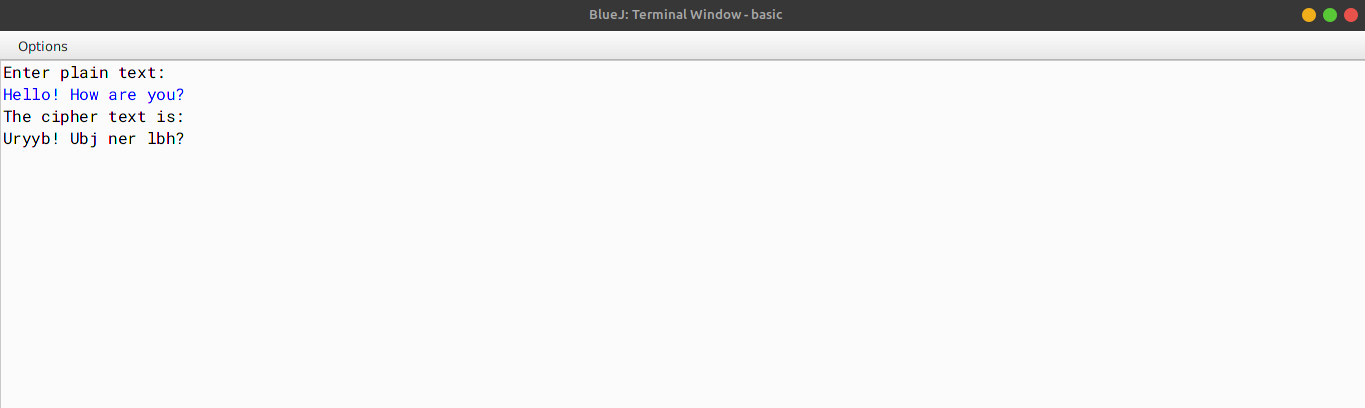 BlueJ: Terminal Window - basic
Options
Enter plain text:
Hello! How are you?
The cipher text is:
Uryyb! Ubj ner lbh?